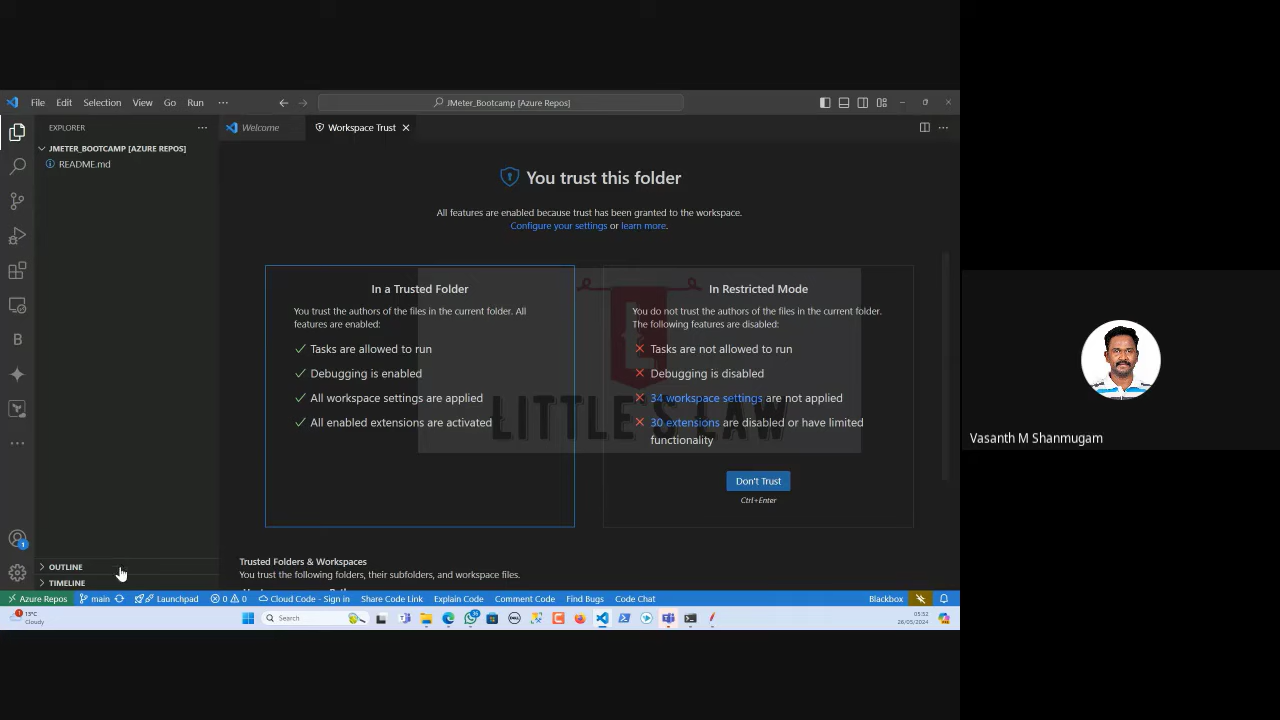 File Edit Selection View Go Run ···
JMeter_Bootcamp [Azure Repos]
EXPLORER
Welcome
Workspace Trust
JMETER_BOOTCAMP [AZURE REPOS]
README.md
You trust this folder
All features are enabled because trust has been granted to the workspace.
Configure your settings or learn more.
In a Trusted Folder
You trust the authors of the files in the current folder. All
features are enabled:
Tasks are allowed to run
Debugging is enabled
All workspace settings are applied
All enabled extensions are activated
In Restricted Mode
You do not trust the authors of the files in the current folder.
The following features are disabled:
Tasks are not allowed to run
Debugging is disabled
34 workspace settings are not applied
30 extensions are disabled or have limited
functionality
Don't Trust
Ctrl+Enter
LITTLE'S LAW
Trusted Folders & Workspaces
You trust the following folders, their subfolders, and workspace files.
OUTLINE
TIMELINE
Azure Repos main Launchpad 0 0 Cloud Code - Sign in Share Code Link Explain Code Comment Code Find Bugs Code Chat Blackbox
13°C
Cloudy
Search
05:52
26/05/2024
Vasanth M Shanmugam